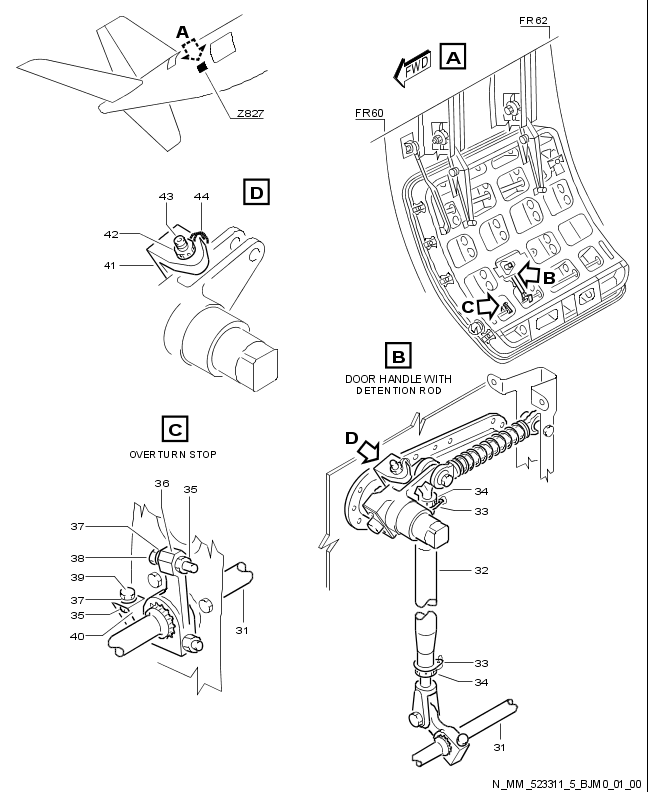 A
Z827
FR62
FWD
A
FR60
B
C
D
43
44
42
41
B
DOOR HANDLE WITH
DETENTION ROD
D
34
33
32
33
34
31
C
OVERTURN STOP
36
35
37
38
39
37
35
40
31
N_MM_523311_5_BJM0_01_00